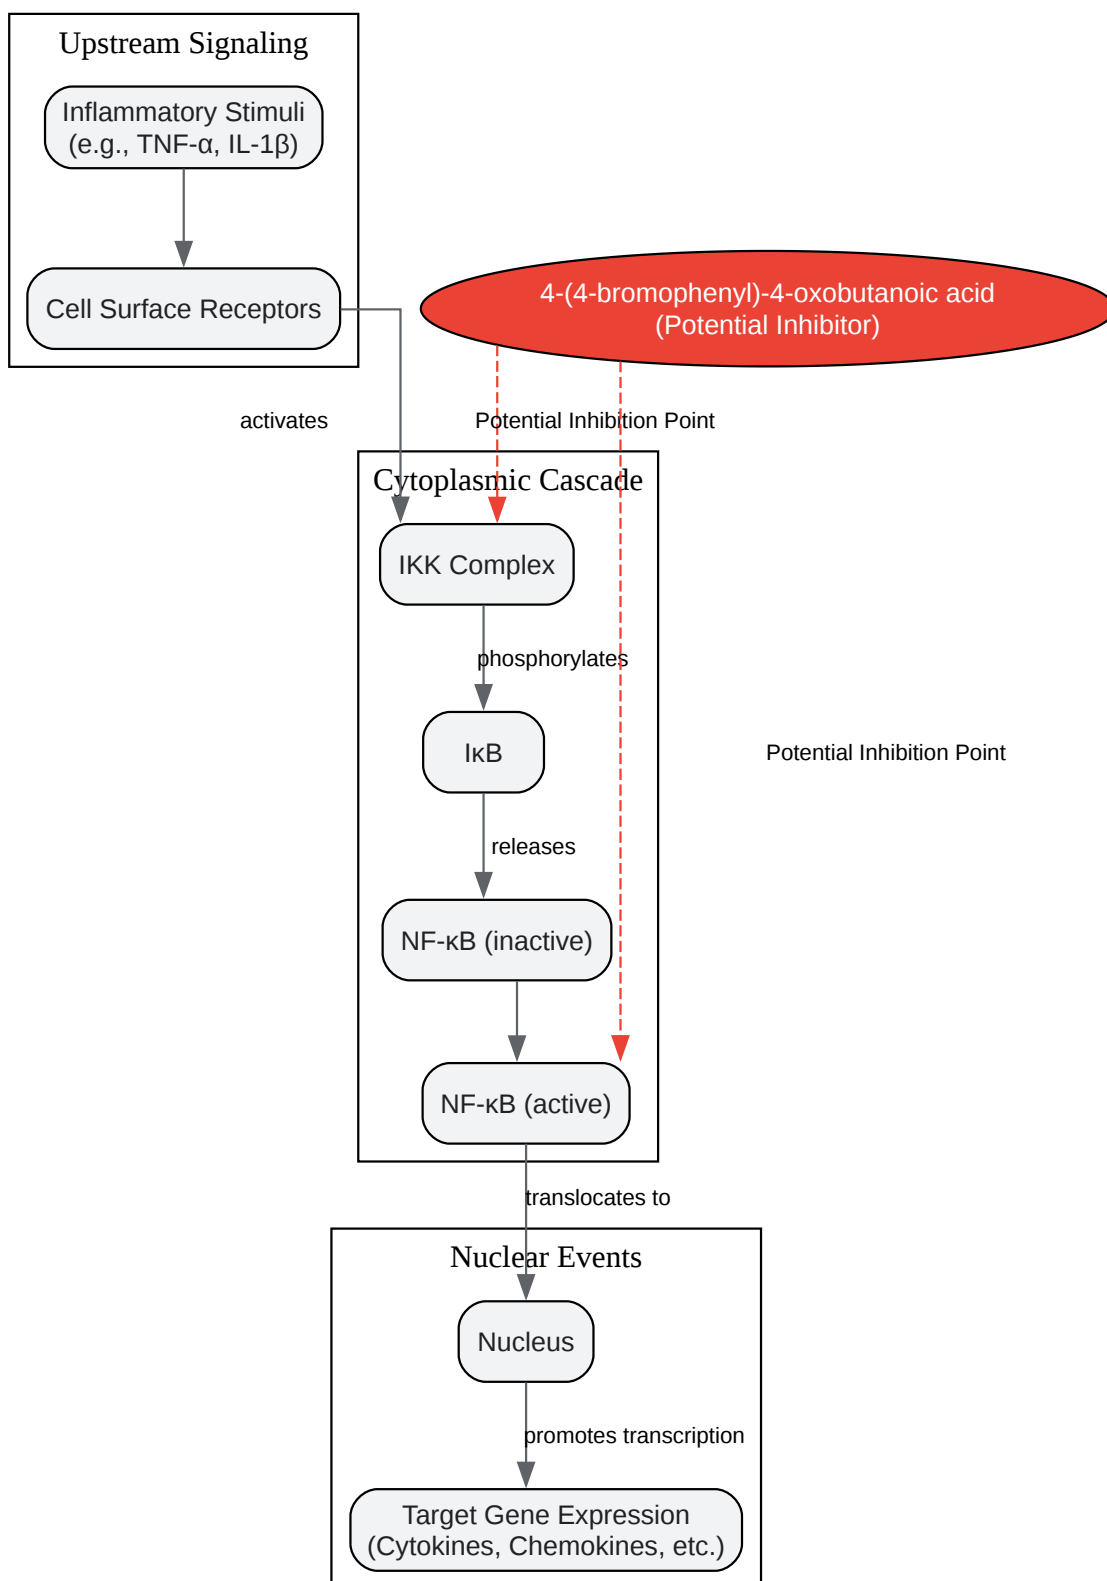 Upstream Signaling
Inflammatory Stimuli
(e.g., TNF-α, IL-1β)
Cell Surface Receptors
4-(4-bromophenyl)-4-oxobutanoic acid
(Potential Inhibitor)
activates
Potential Inhibition Point
Cytoplasmic Cascade
IKK Complex
phosphorylates
IκB
Potential Inhibition Point
releases
NF-κB (inactive)
NF-κB (active)
translocates to
Nuclear Events
Nucleus
promotes transcription
Target Gene Expression
(Cytokines, Chemokines, etc.)